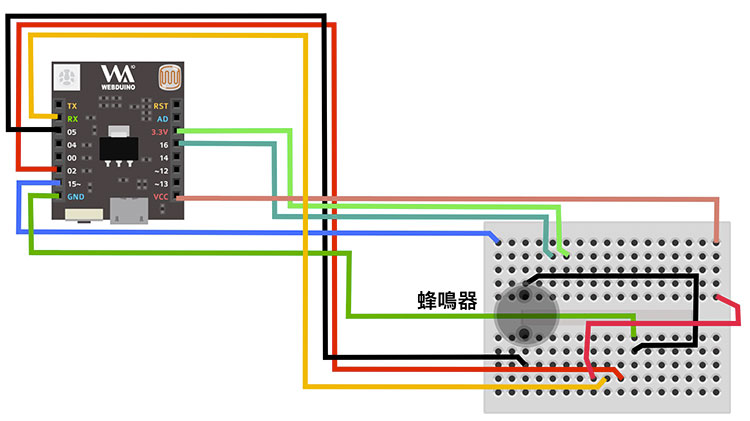 WEBDUINO
TX RST
RX AD
05 3.3V
04 16
00 14
02 ~12
15~ ~13
GND VCC
蜂鳴器